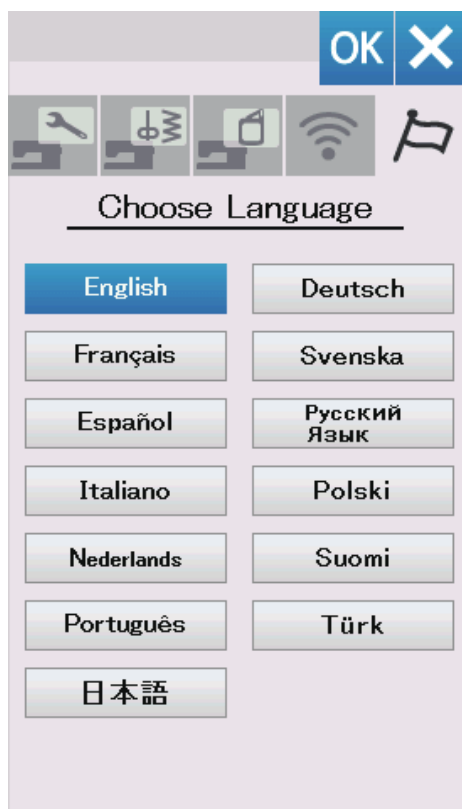 OK
Choose Language
English
Deutsch
Français
Svenska
Español
Русский
Язык
Italiano
Polski
Nederlands
Suomi
Português
Türk
日本語